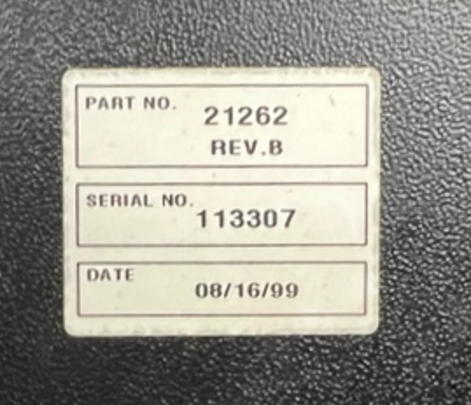 PART NO.
21262
REV.B
SERIAL NO.
113307
DATE
08/16/99